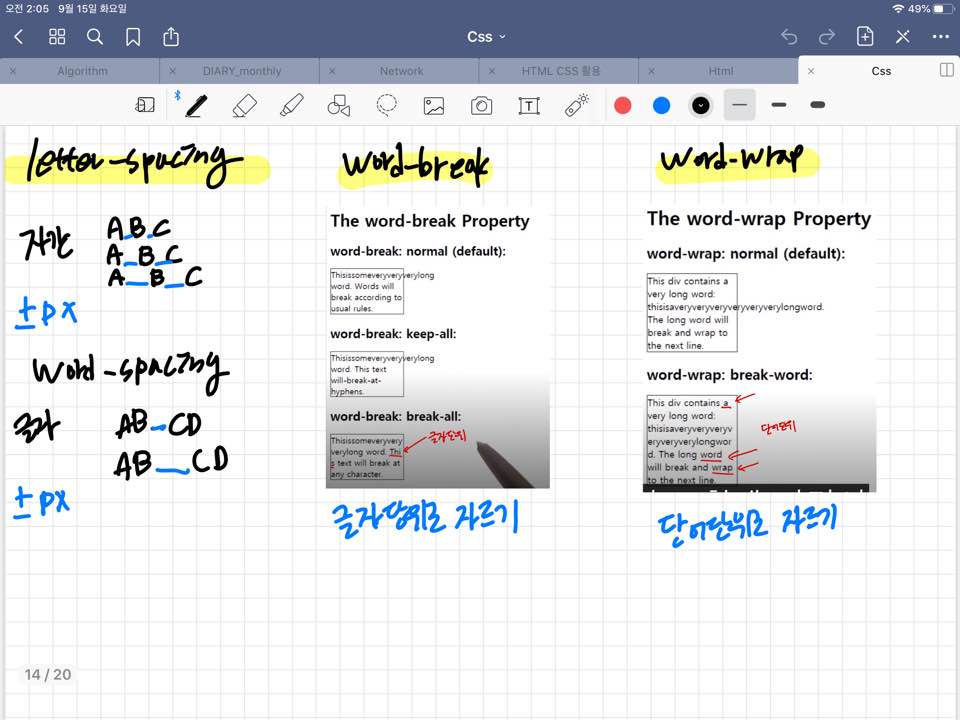 오전 2:05 9월 15일 화요일
49%
Css
Algorithm
DIARY_monthly
Network
HTML CSS 활용
Html
Css
letter-spacing
자간
A B C
A B C
A B C
± px
word-spacing
글자
AB CD
AB CD
± px
word-break
The word-break Property
word-break: normal (default):
Thisissomeveryveryverylong
word. Words will
break according to
usual rules.
word-break: keep-all:
Thisissomeveryveryverylong
word. This text
will-break-at-
hyphens.
word-break: break-all:
Thisissomeveryvery
verylong word. Thi
s text will break at
any character.
글자단위
글자단위로 자르기
word-wrap
The word-wrap Property
word-wrap: normal (default):
This div contains a
very long word:
thisisaveryveryveryveryveryverylongword.
The long word will
break and wrap to
the next line.
word-wrap: break-word:
This div contains a
very long word:
thisisaveryveryveryv
eryveryverylongwor
d. The long word
will break and wrap
to the next line.
단어단위
단어단위로 자르기
14 / 20